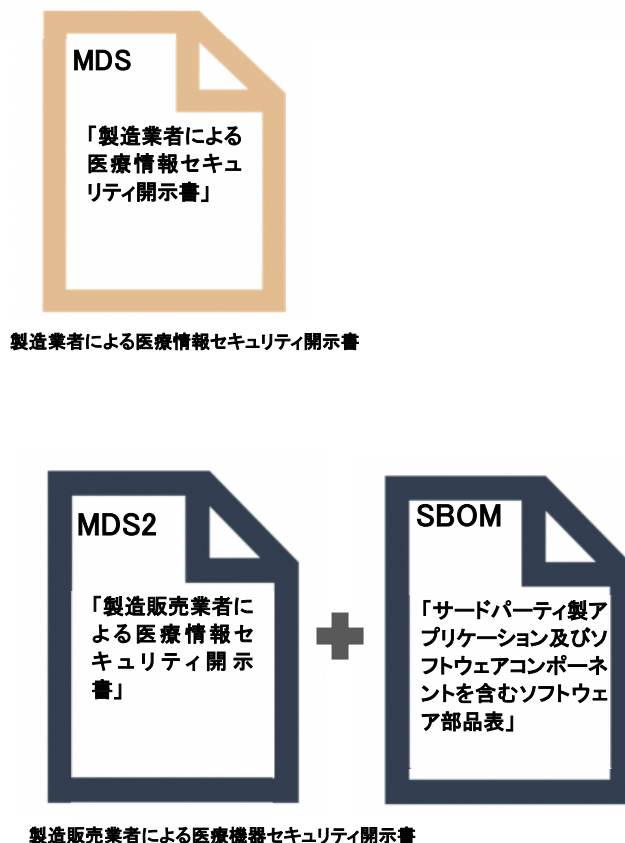 MDS
「製造業者による
医療情報セキュ
リティ開示書」
製造業者による医療情報セキュリティ開示書
MDS2
「製造販売業者に
よる医療情報セ
キュリティ開示
書」
SBOM
「サードパーティ製ア
プリケーション及びソ
フトウェアコンポーネ
ントを含むソフトウェ
ア部品表」
製造販売業者による医療機器セキュリティ開示書